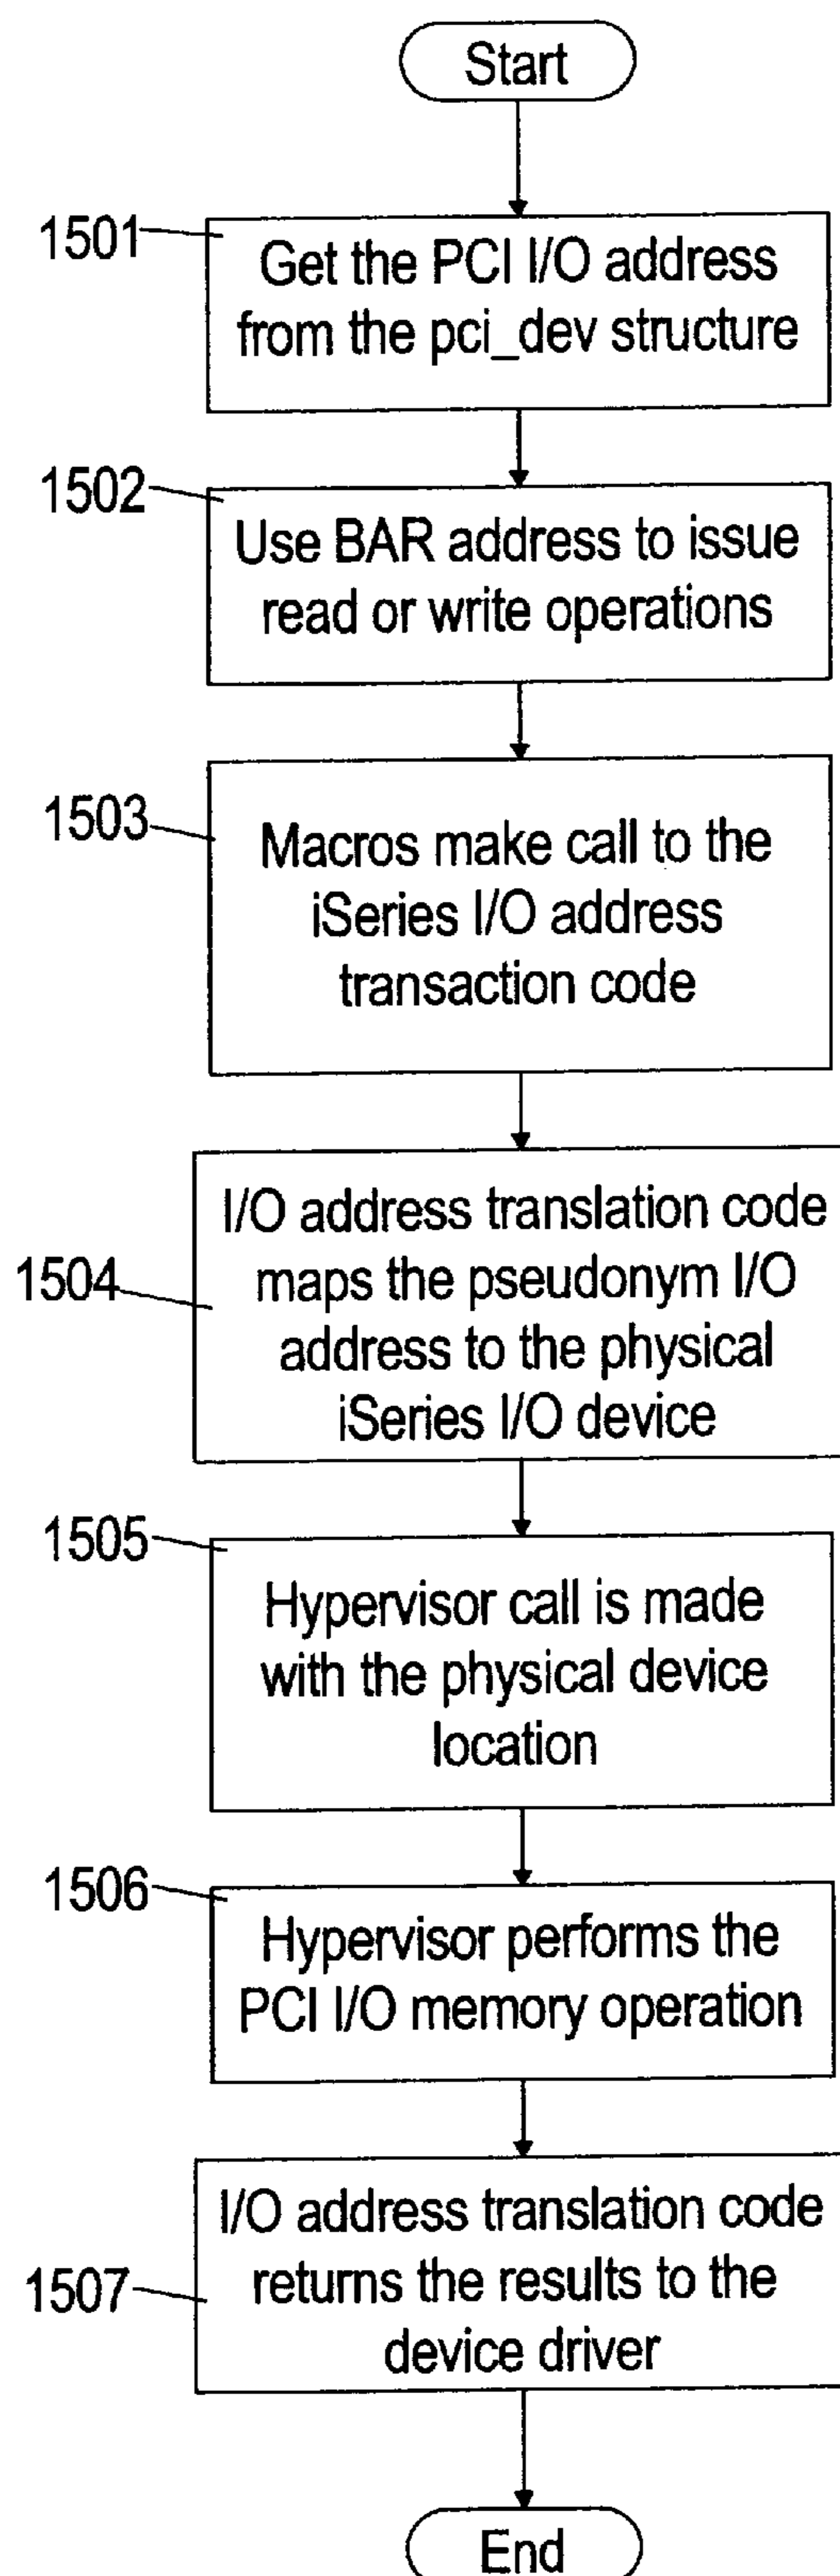 Start
1501
Get the PCI I/O address
from the pci_dev structure
1502
Use BAR address to issue
read or write operations
1503
Macros make call to the
iSeries I/O address
transaction code
1504
I/O address translation code
maps the pseudonym I/O
address to the physical
iSeries I/O device
1505
Hypervisor call is made
with the physical device
location
1506
Hypervisor performs the
PCI I/O memory operation
1507
I/O address translation code
returns the results to the
device driver
End